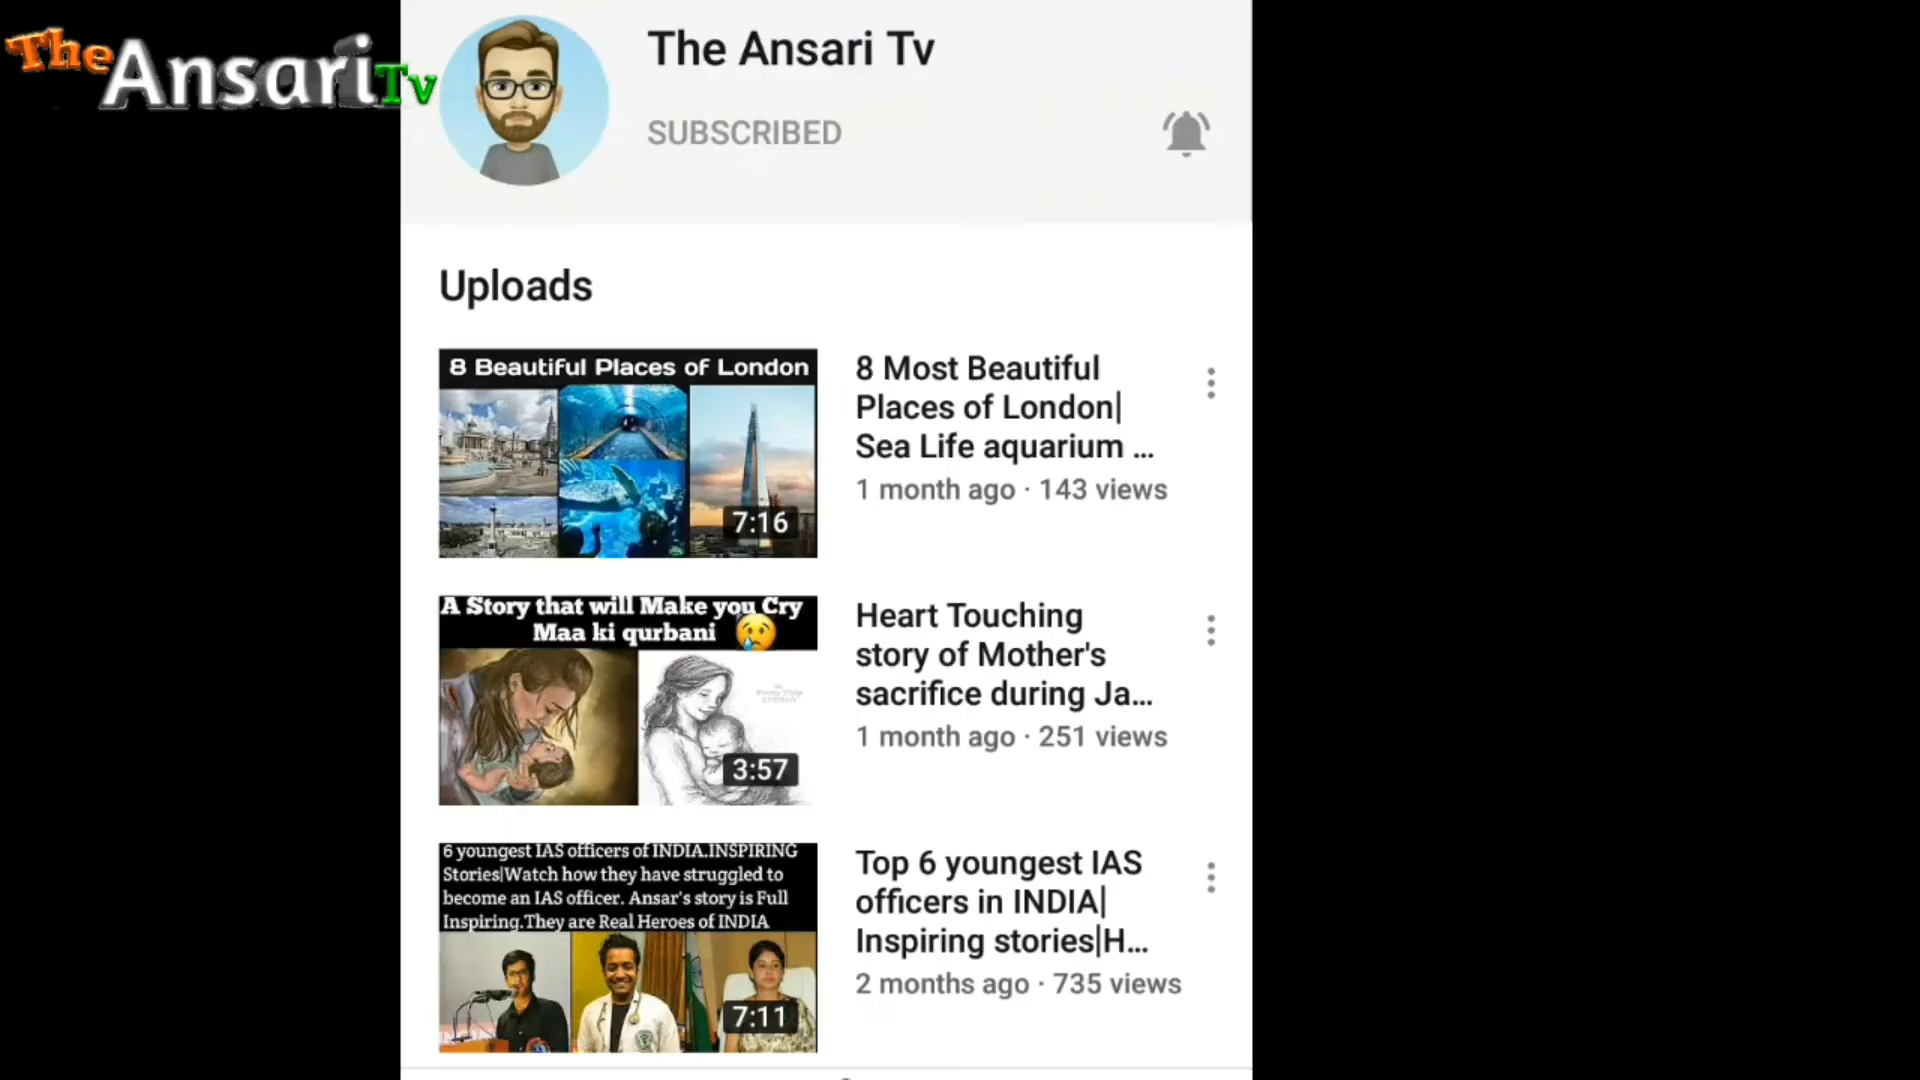 TheAnsariTv
The Ansari Tv
SUBSCRIBED
Uploads
8 Beautiful Places of London
7:16
8 Most Beautiful
Places of London|
Sea Life aquarium ...
1 month ago · 143 views
A Story that will Make you Cry
Maa ki qurbani
3:57
Heart Touching
story of Mother's
sacrifice during Ja...
1 month ago · 251 views
6 youngest IAS officers of INDIA.INSPIRING
Stories|Watch how they have struggled to
become an IAS officer. Ansar's story is Full
Inspiring.They are Real Heroes of INDIA
7:11
Top 6 youngest IAS
officers in INDIA|
Inspiring stories|H...
2 months ago · 735 views